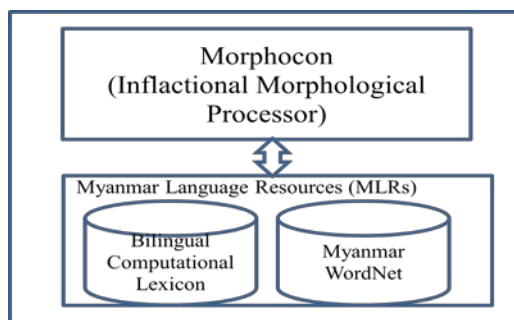 Morphocon
(Inflactional Morphological
Processor)
Myanmar Language Resources (MLRs)
Bilingual
Computational
Lexicon
Myanmar
WordNet